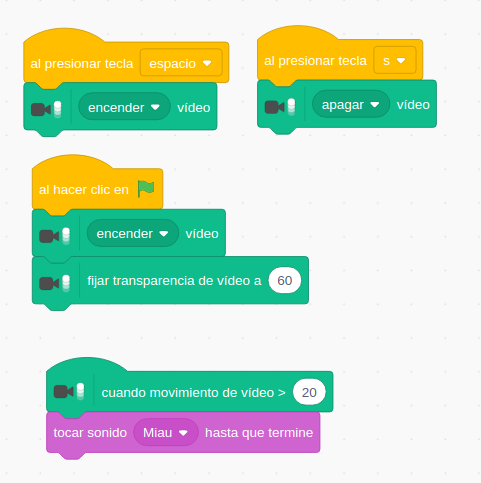 al presionar tecla espacio
encender vídeo
al presionar tecla s
apagar vídeo
al hacer clic en
encender vídeo
fijar transparencia de vídeo a 60
cuando movimiento de vídeo > 20
tocar sonido Miau hasta que termine